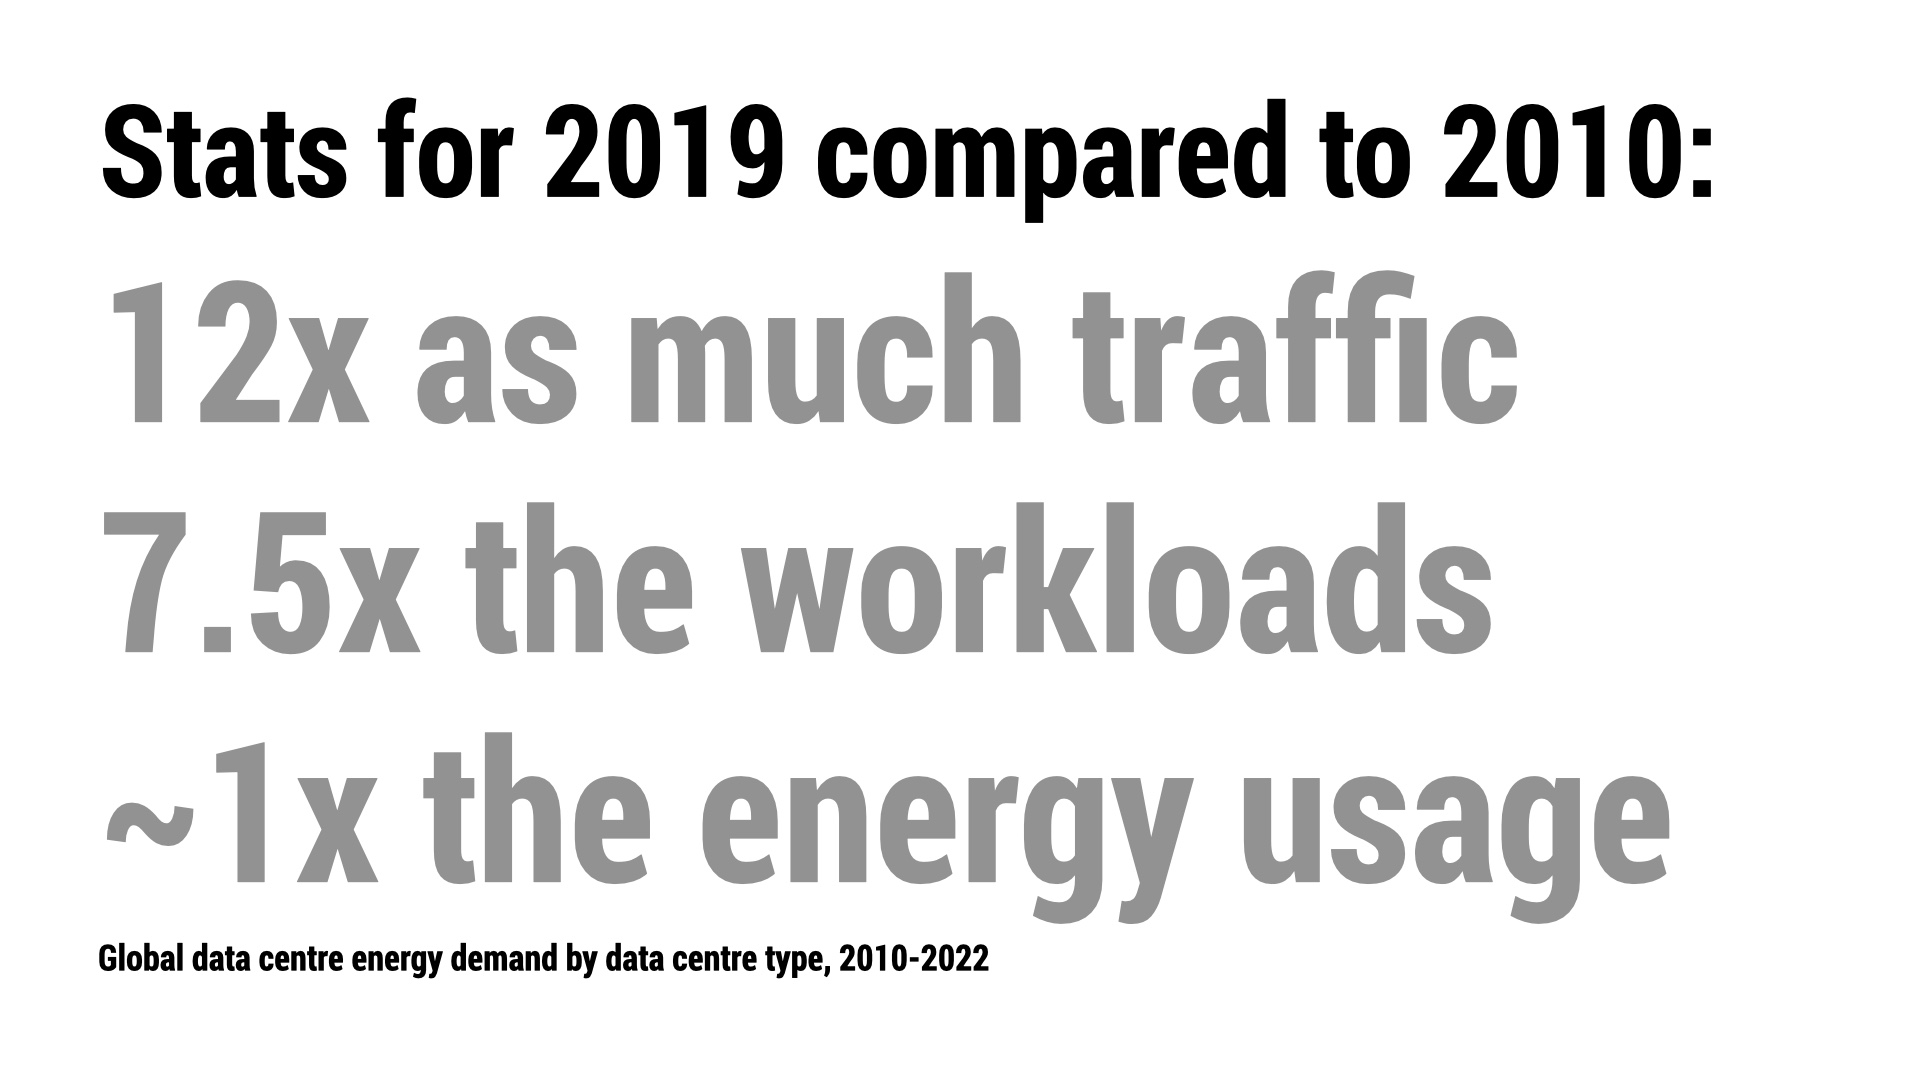 Stats for 2019 compared to 2010:
12x as much traffic
7.5x the workloads
~1x the energy usage
Global data centre energy demand by data centre type, 2010-2022